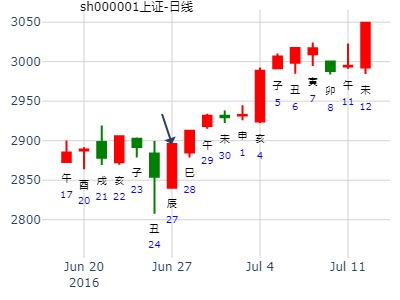 sh000001上证-日线
3050
3000
2950
2900
2850
2800
午
17
酉
20
戌
21
亥
22
子
23
丑
24
辰
27
巳
28
午
29
未
30
申
1
亥
4
子
5
丑
6
寅
7
卯
8
午
11
未
12
Jun 20
2016
Jun 27
Jul 4
Jul 11